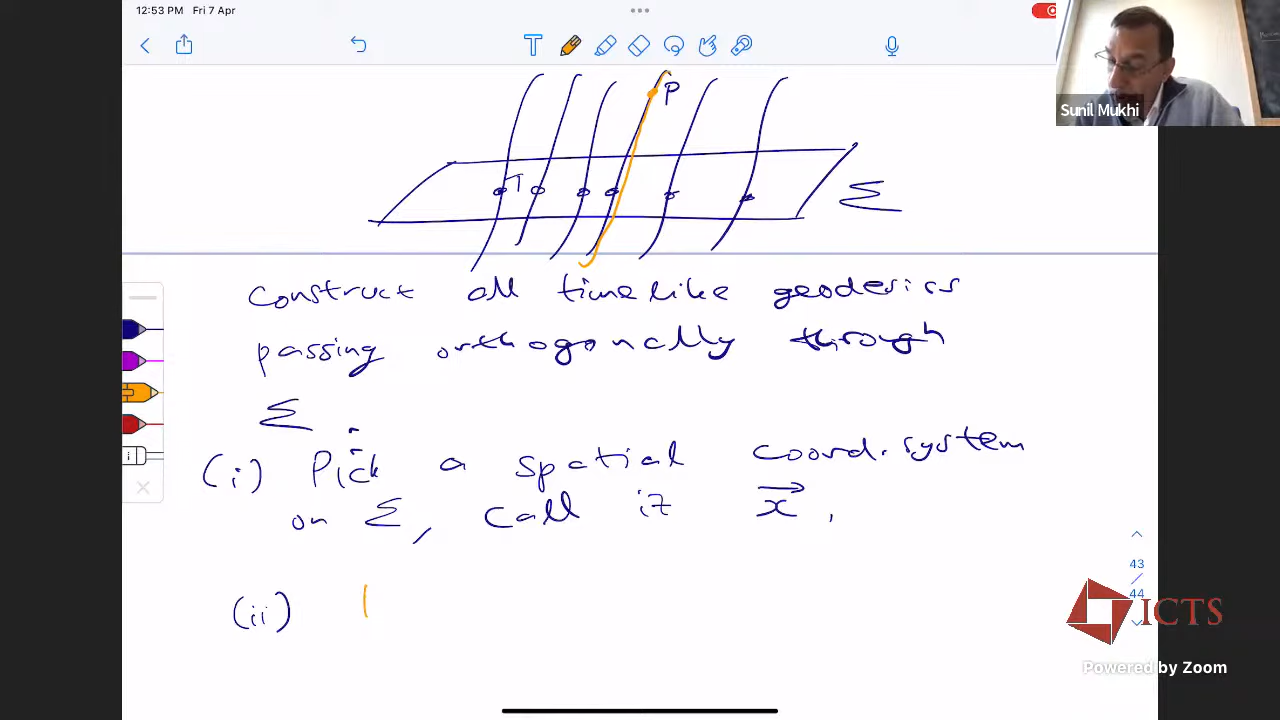 12:53 PM Fri 7 Apr
Sunil Mukhi
P
Σ
Construct all timelike geodesics
passing orthogonally through
Σ :
(i) Pick a spatial coord. system
on Σ, call it x⃗,
(ii)
43
/
44
ICTS
Powered by Zoom